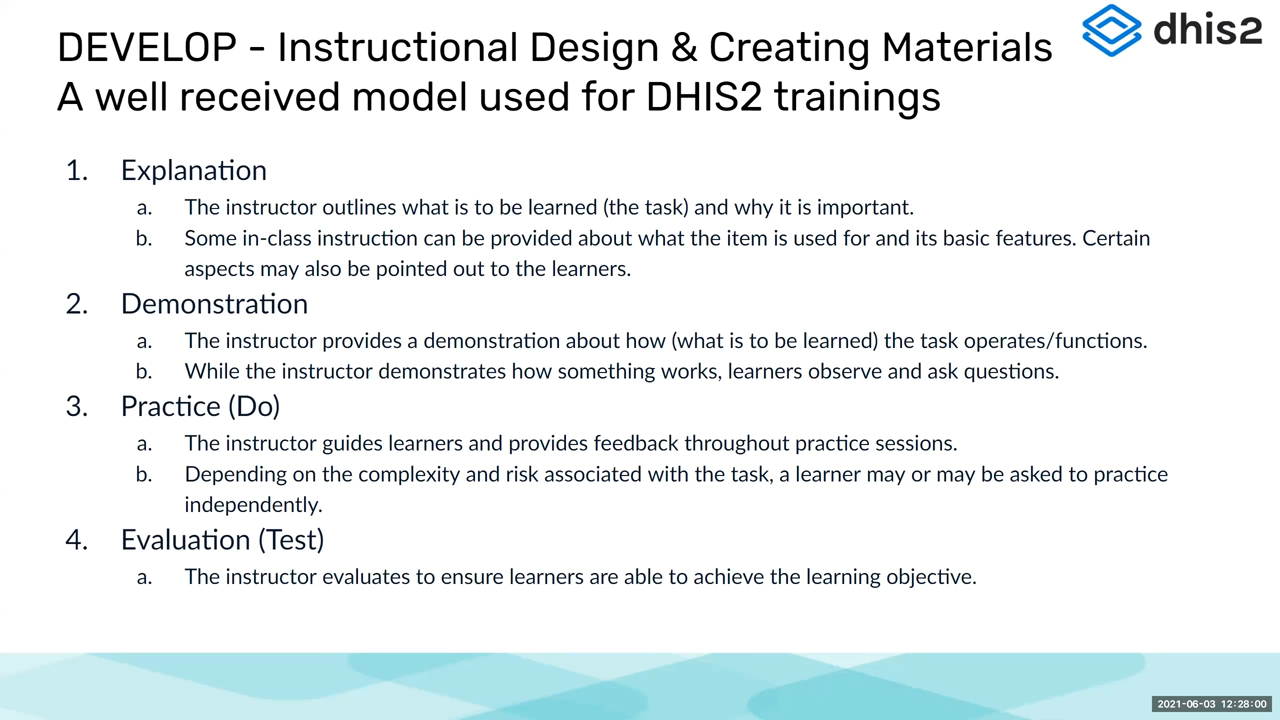 DEVELOP - Instructional Design & Creating Materials
dhis2
A well received model used for DHIS2 trainings
1. Explanation
a. The instructor outlines what is to be learned (the task) and why it is important.
b. Some in-class instruction can be provided about what the item is used for and its basic features. Certain
aspects may also be pointed out to the learners.
2. Demonstration
a. The instructor provides a demonstration about how (what is to be learned) the task operates/functions.
b. While the instructor demonstrates how something works, learners observe and ask questions.
3. Practice (Do)
a. The instructor guides learners and provides feedback throughout practice sessions.
b. Depending on the complexity and risk associated with the task, a learner may or may be asked to practice
independently.
4. Evaluation (Test)
a. The instructor evaluates to ensure learners are able to achieve the learning objective.
2021-06-03 12:28:00